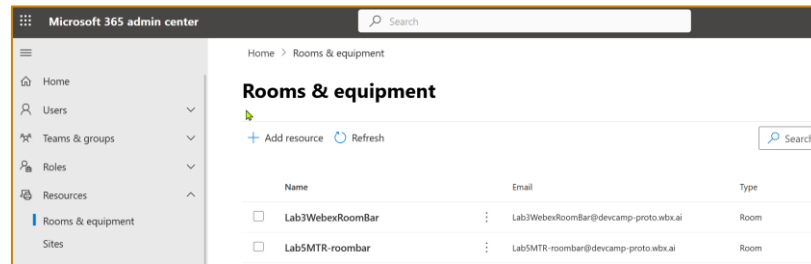 Microsoft 365 admin center
Search
Home > Rooms & equipment
Home
Users
Teams & groups
Roles
Resources
Rooms & equipment
Sites
Rooms & equipment
Add resource Refresh
Search
Name Email Type
Lab3WebexRoomBar Lab3WebexRoomBar@devcamp-proto.wbx.ai Room
Lab5MTR-roombar Lab5MTR-roombar@devcamp-proto.wbx.ai Room